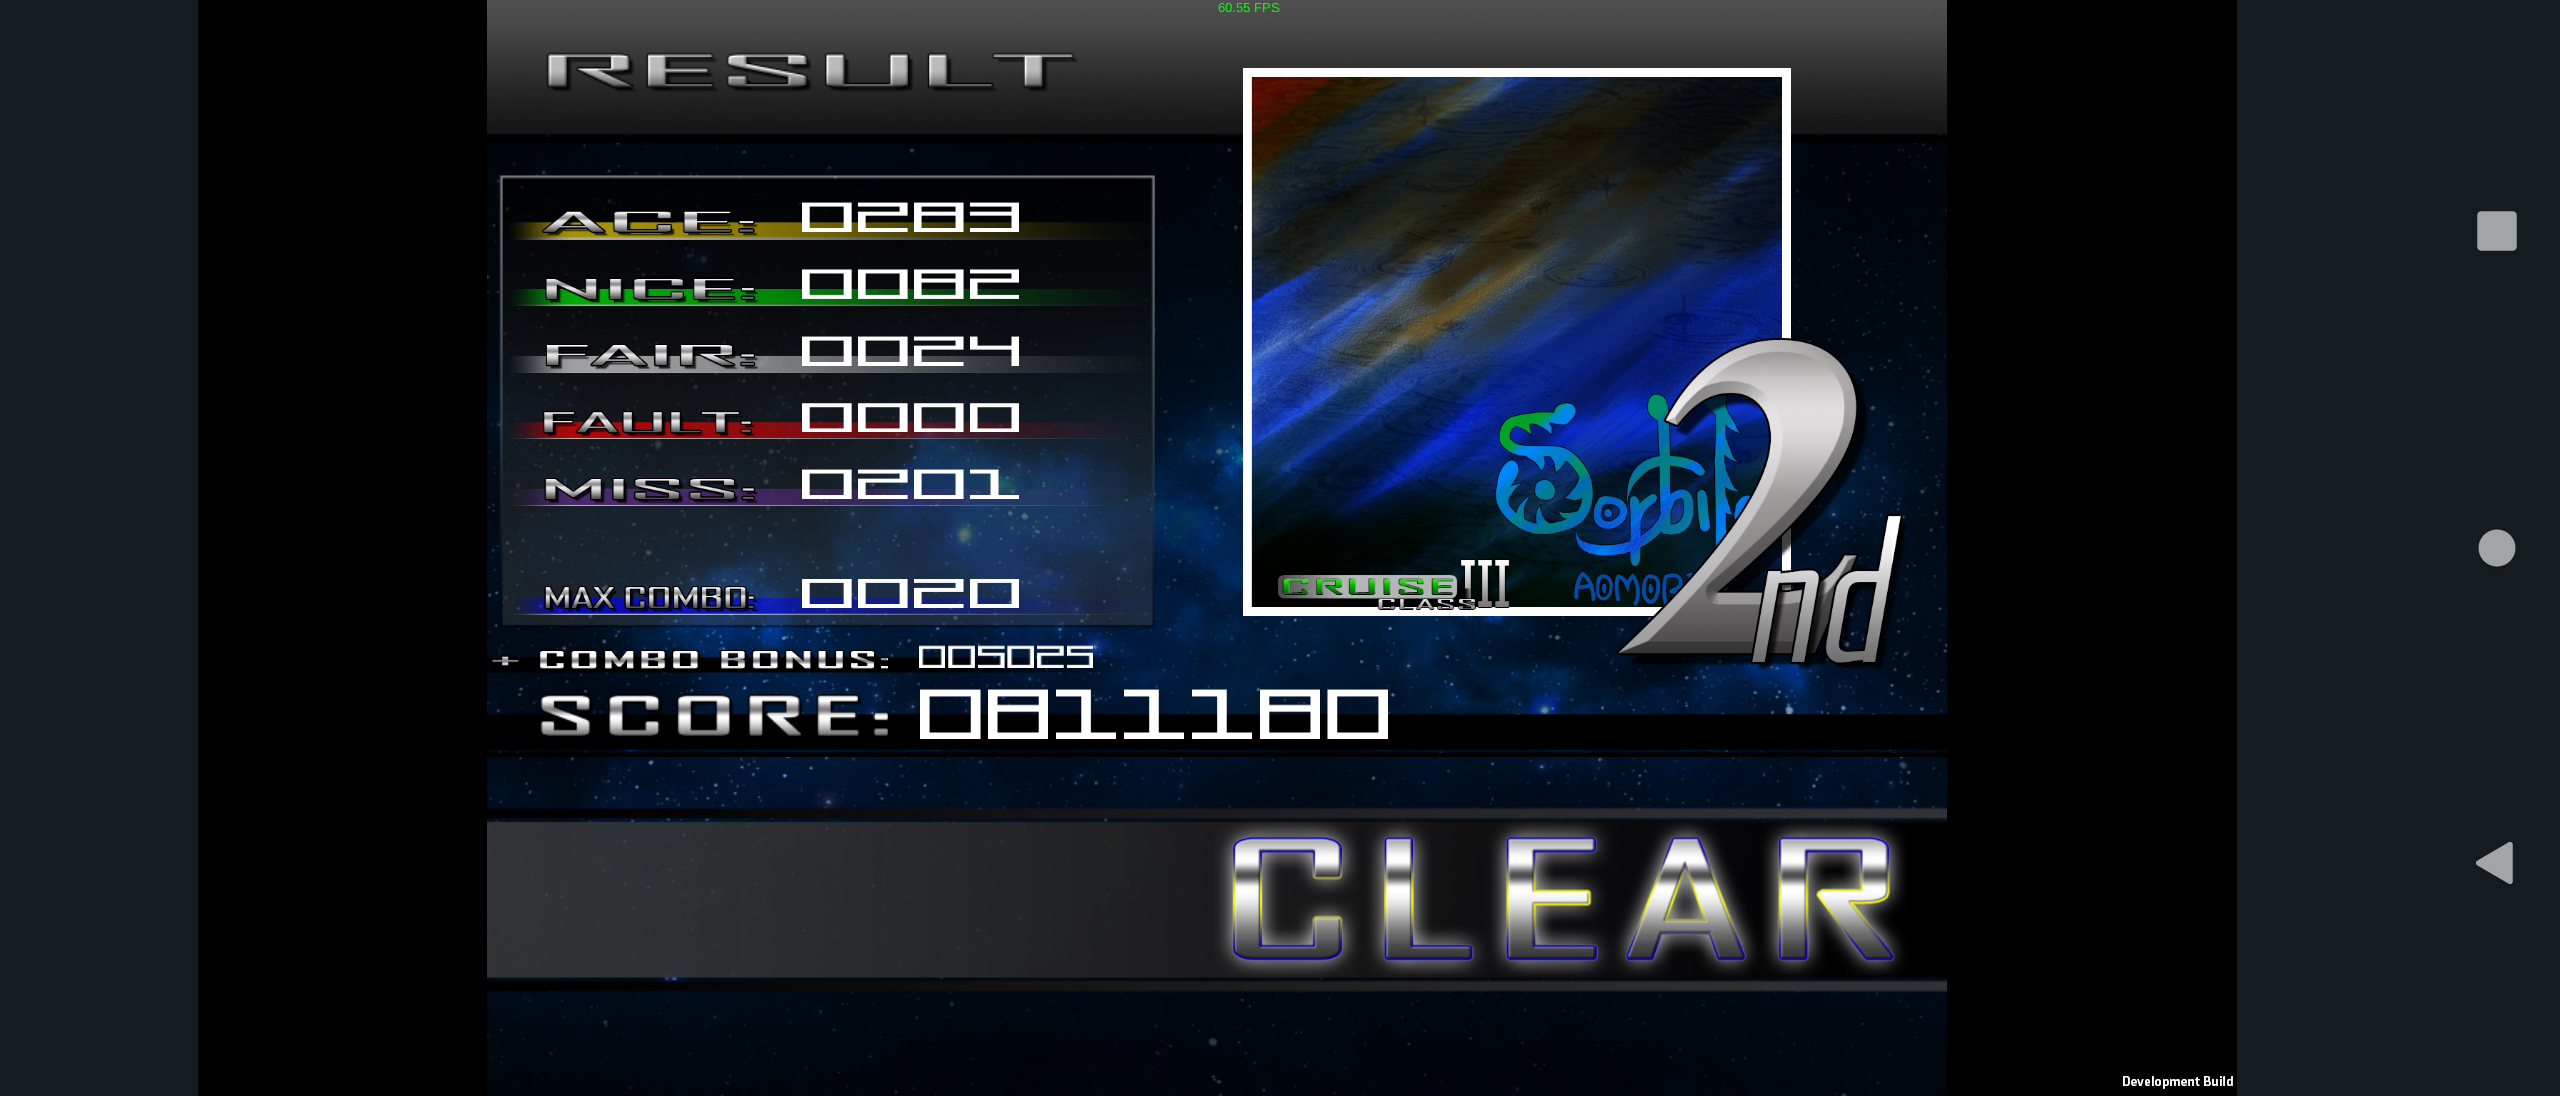 60.55 FPS
RESULT
ACE: 0283
NICE: 0082
FAIR: 0024
FAULT: 0000
MISS: 0201
MAX COMBO: 0020
+ COMBO BONUS: 005025
SCORE: 0811180
CRUISE
CLASS III
2nd
CLEAR
Development Build